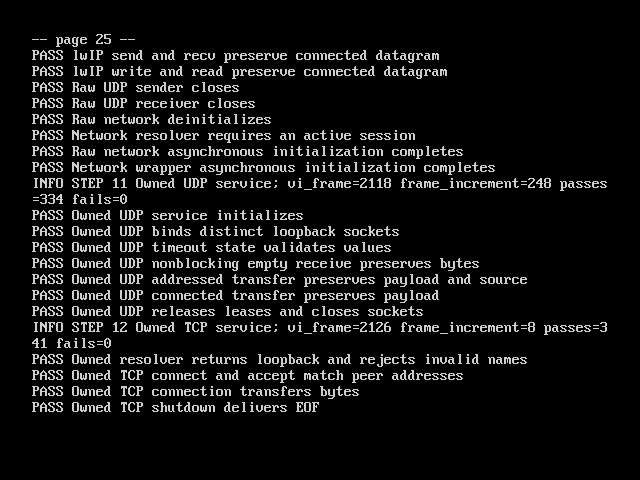 -- page 25 --
PASS lwIP send and recv preserve connected datagram
PASS lwIP write and read preserve connected datagram
PASS Raw UDP sender closes
PASS Raw UDP receiver closes
PASS Raw network deinitializes
PASS Network resolver requires an active session
PASS Raw network asynchronous initialization completes
PASS Network wrapper asynchronous initialization completes
INFO STEP 11 Owned UDP service; vi_frame=2118 frame_increment=248 passes
=334 fails=0
PASS Owned UDP service initializes
PASS Owned UDP binds distinct loopback sockets
PASS Owned UDP timeout state validates values
PASS Owned UDP nonblocking empty receive preserves bytes
PASS Owned UDP addressed transfer preserves payload and source
PASS Owned UDP connected transfer preserves payload
PASS Owned UDP releases leases and closes sockets
INFO STEP 12 Owned TCP service; vi_frame=2126 frame_increment=8 passes=3
41 fails=0
PASS Owned resolver returns loopback and rejects invalid names
PASS Owned TCP connect and accept match peer addresses
PASS Owned TCP connection transfers bytes
PASS Owned TCP shutdown delivers EOF